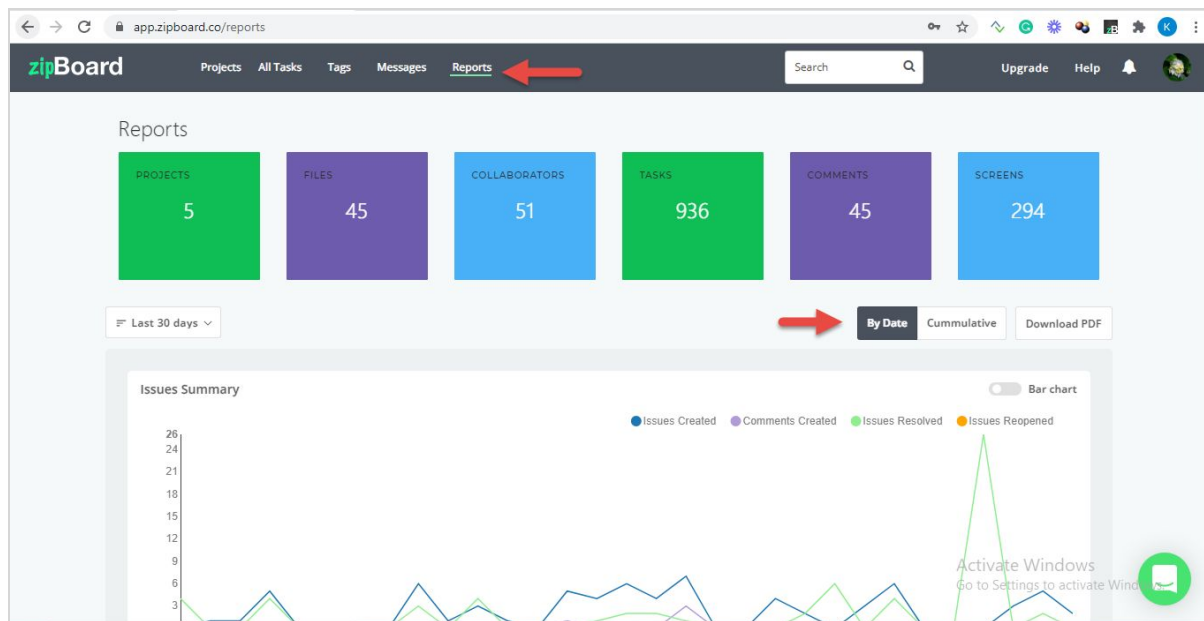 app.zipboard.co/reports
zB
K
zipBoard Projects All Tasks Tags Messages Reports Search Upgrade Help
Reports
PROJECTS FILES COLLABORATORS TASKS COMMENTS SCREENS
5 45 51 936 45 294
Last 30 days By Date Cummulative Download PDF
Issues Summary Bar chart
Issues Created Comments Created Issues Resolved Issues Reopened
26
24
21
18
15
12
9
6
3
Activate Windows
Go to Settings to activate